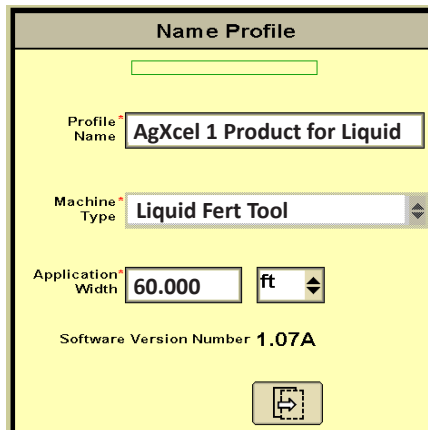 Name Profile
Profile*
Name
AgXcel 1 Product for Liquid
Machine*
Type
Liquid Fert Tool
Application*
Width
60.000 ft
Software Version Number 1.07A